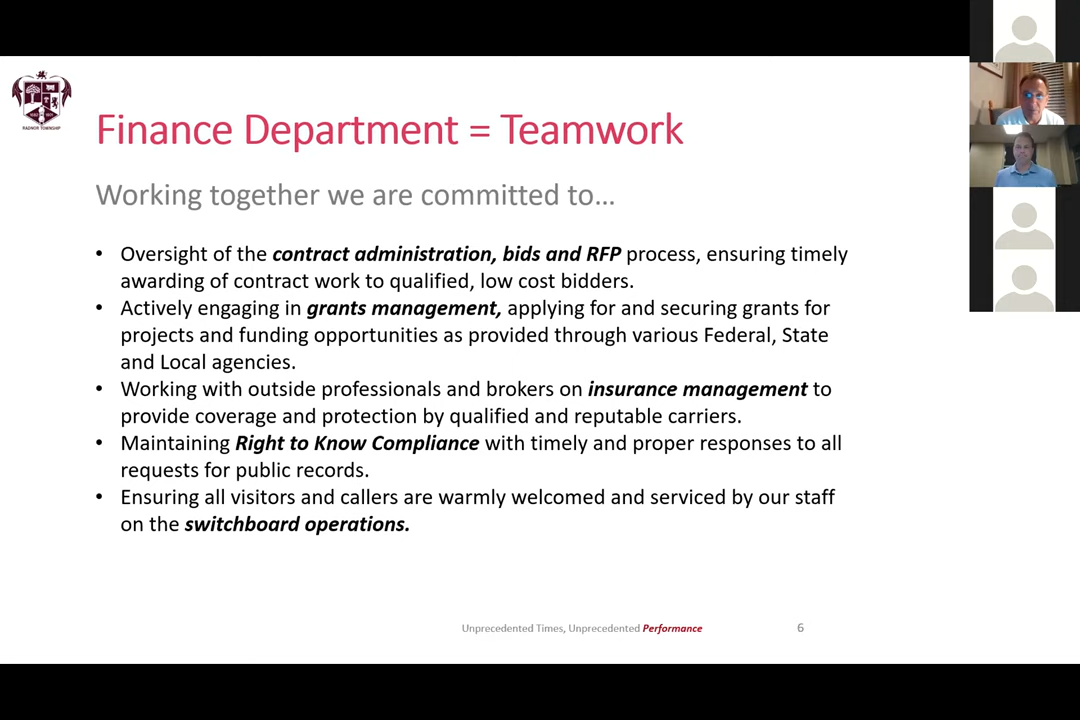 RADNOR TOWNSHIP
Finance Department = Teamwork
Working together we are committed to...
• Oversight of the contract administration, bids and RFP process, ensuring timely
awarding of contract work to qualified, low cost bidders.
• Actively engaging in grants management, applying for and securing grants for
projects and funding opportunities as provided through various Federal, State
and Local agencies.
• Working with outside professionals and brokers on insurance management to
provide coverage and protection by qualified and reputable carriers.
• Maintaining Right to Know Compliance with timely and proper responses to all
requests for public records.
• Ensuring all visitors and callers are warmly welcomed and serviced by our staff
on the switchboard operations.
Unprecedented Times, Unprecedented Performance
6